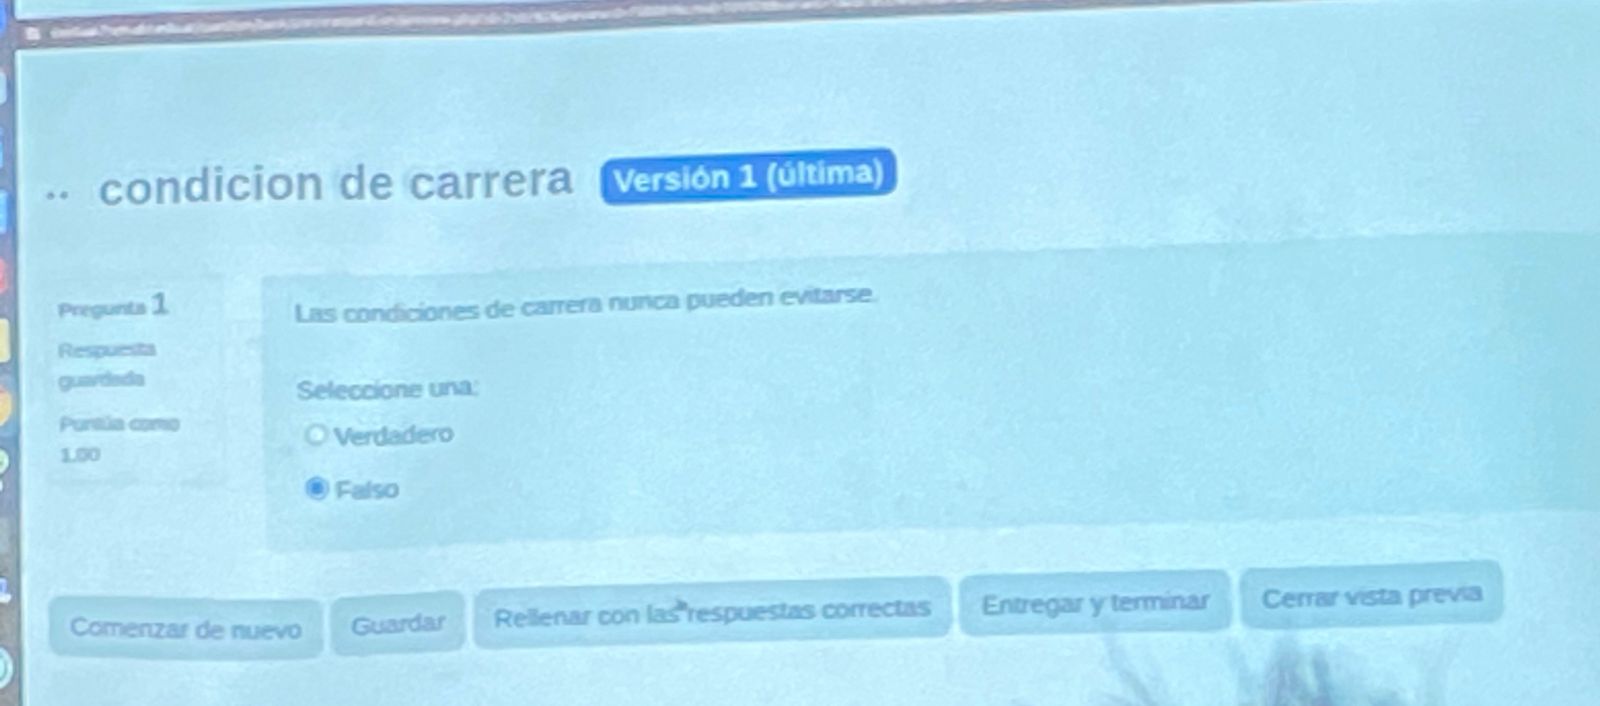 condicion de carrera Versión 1 (última)
Pregunta 1
Respuesta
guardada
Puntúa como
1.00
Las condiciones de carrera nunca pueden evitarse.
Seleccione una:
Verdadero
Falso
Comenzar de nuevo Guardar Rellenar con las respuestas correctas Entregar y terminar Cerrar vista previa